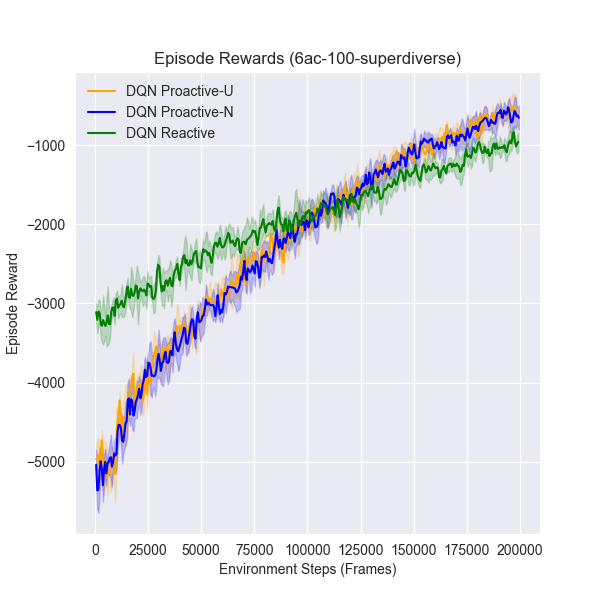 Episode Rewards (6ac-100-superdiverse)
DQN Proactive-U
DQN Proactive-N
DQN Reactive
Episode Reward
−1000
−2000
−3000
−4000
−5000
0 25000 50000 75000 100000 125000 150000 175000 200000
Environment Steps (Frames)